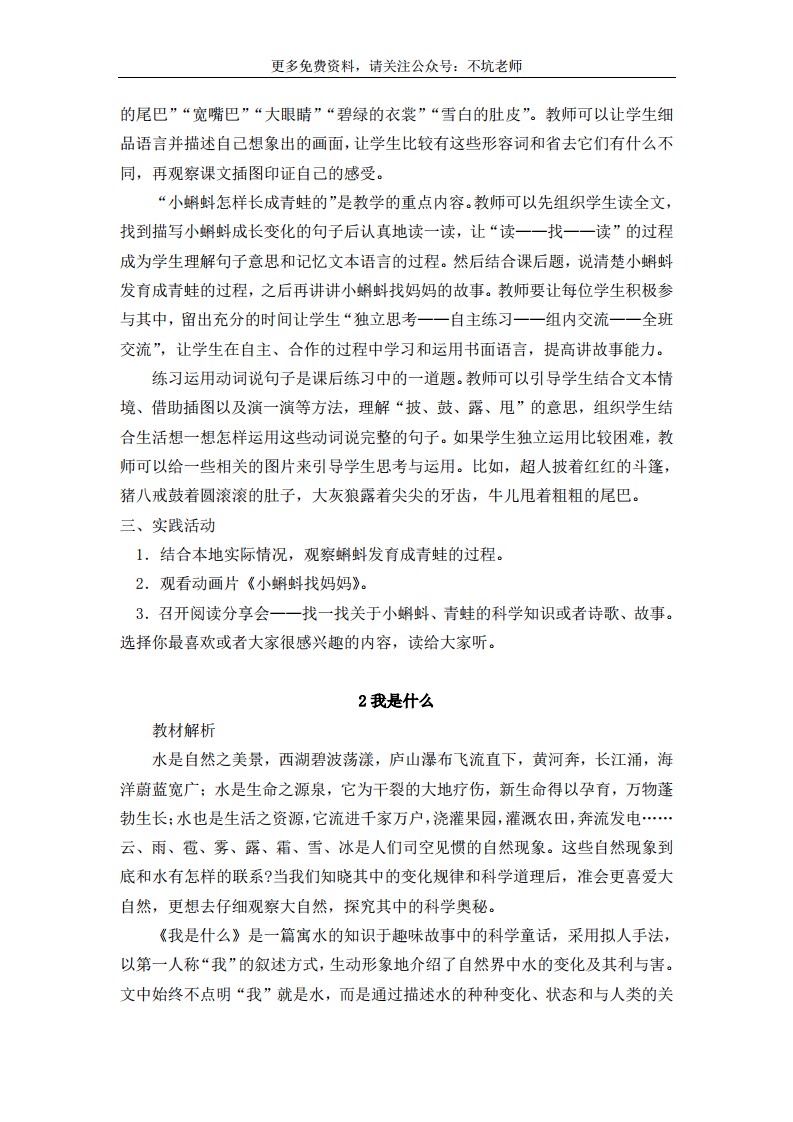 更多免费资料，请关注公众号：不坑老师
的尾巴”“宽嘴巴”“大眼睛”“碧绿的衣裳”“雪白的肚皮”。教师可以让学生细
品语言并描述自己想象出的画面，让学生比较有这些形容词和省去它们有什么不
同，再观察课文插图印证自己的感受。
“小蝌蚪怎样长成青蛙的”是教学的重点内容。教师可以先组织学生读全文，
找到描写小蝌蚪成长变化的句子后认真地读一读，让“读——找——读”的过程
成为学生理解句子意思和记忆文本语言的过程。然后结合课后题，说清楚小蝌蚪
发育成青蛙的过程，之后再讲讲小蝌蚪找妈妈的故事。教师要让每位学生积极参
与其中，留出充分的时间让学生“独立思考——自主练习——组内交流——全班
交流”，让学生在自主、合作的过程中学习和运用书面语言，提高讲故事能力。
练习运用动词说句子是课后练习中的一道题。教师可以引导学生结合文本情
境、借助插图以及演一演等方法，理解“披、鼓、露、甩”的意思，组织学生结
合生活想一想怎样运用这些动词说完整的句子。如果学生独立运用比较困难，教
师可以给一些相关的图片来引导学生思考与运用。比如，超人披着红红的斗篷，
猪八戒鼓着圆滚滚的肚子，大灰狼露着尖尖的牙齿，牛儿甩着粗粗的尾巴。
三、实践活动
1．结合本地实际情况，观察蝌蚪发育成青蛙的过程。
2．观看动画片《小蝌蚪找妈妈》。
3．召开阅读分享会——找一找关于小蝌蚪、青蛙的科学知识或者诗歌、故事。
选择你最喜欢或者大家很感兴趣的内容，读给大家听。
2 我是什么
教材解析
水是自然之美景，西湖碧波荡漾，庐山瀑布飞流直下，黄河奔，长江涌，海
洋蔚蓝宽广；水是生命之源泉，它为干裂的大地疗伤，新生命得以孕育，万物蓬
勃生长；水也是生活之资源，它流进千家万户，浇灌果园，灌溉农田，奔流发电……
云、雨、雹、雾、露、霜、雪、冰是人们司空见惯的自然现象。这些自然现象到
底和水有怎样的联系?当我们知晓其中的变化规律和科学道理后，准会更喜爱大
自然，更想去仔细观察大自然，探究其中的科学奥秘。
《我是什么》是一篇寓水的知识于趣味故事中的科学童话，采用拟人手法，
以第一人称“我”的叙述方式，生动形象地介绍了自然界中水的变化及其利与害。
文中始终不点明“我”就是水，而是通过描述水的种种变化、状态和与人类的关